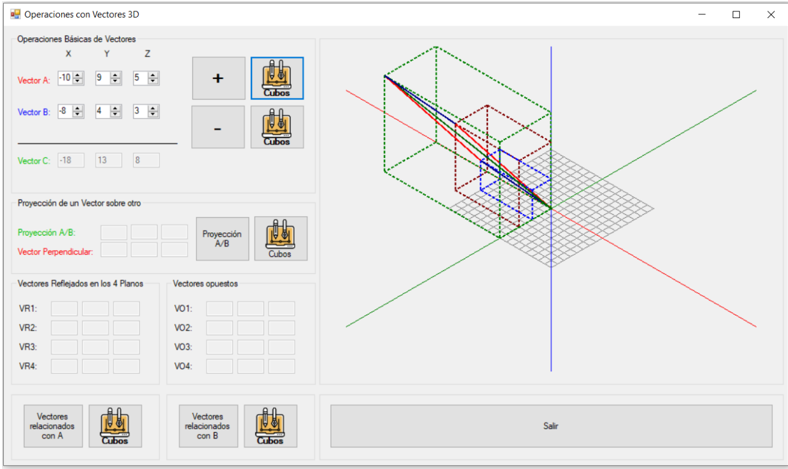 Operaciones con Vectores 3D
Operaciones Básicas de Vectores
X Y Z
Vector A: -10 9 5
+
Cubos
Vector B: -8 4 3
-
Cubos
Vector C: -18 13 8
Proyección de un Vector sobre otro
Proyección A/B:
Vector Perpendicular:
Proyección
A/B
Cubos
Vectores Reflejados en los 4 Planos
VR1:
VR2:
VR3:
VR4:
Vectores opuestos
VO1:
VO2:
VO3:
VO4:
Vectores
relacionados
con A
Cubos
Vectores
relacionados
con B
Cubos
Salir